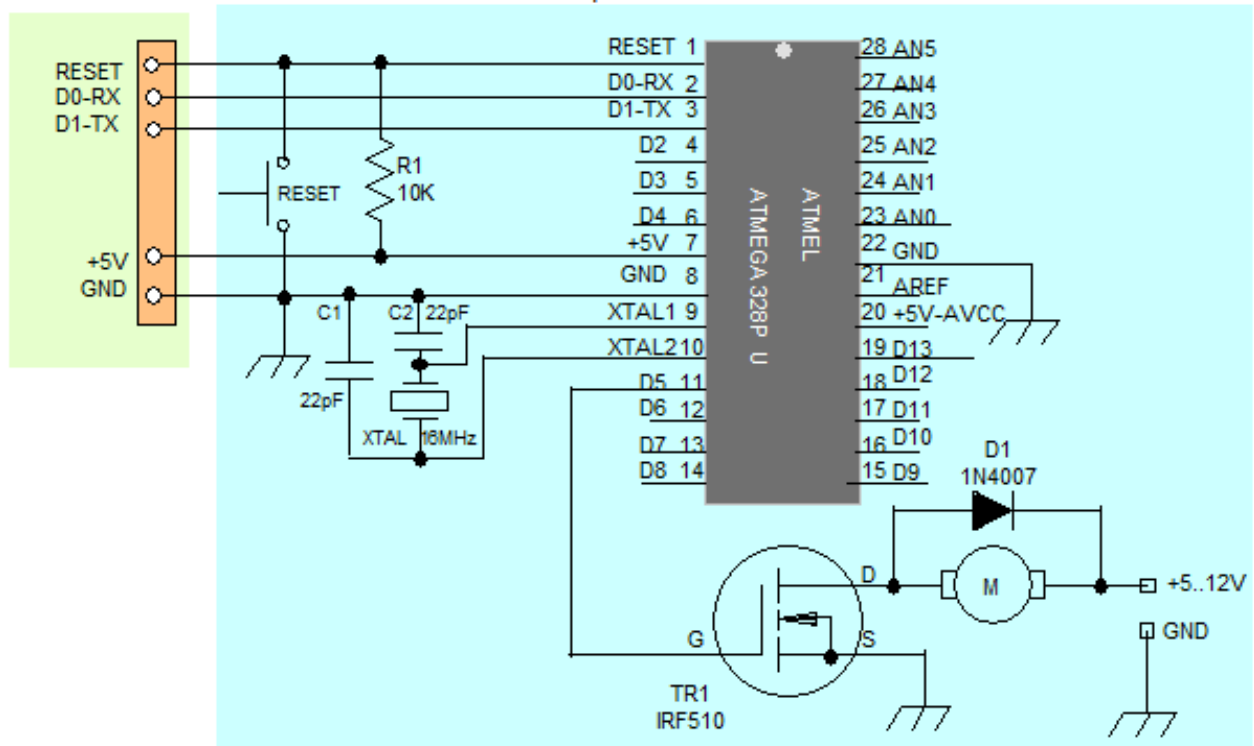 RESET
D0-RX
D1-TX
+5V
GND
RESET
R1
10K
C1
22pF
C2 22pF
XTAL 16MHz
RESET 1
D0-RX 2
D1-TX 3
D2 4
D3 5
D4 6
+5V 7
GND 8
XTAL1 9
XTAL2 10
D5 11
D6 12
D7 13
D8 14
ATMEL
ATMEGA 328P U
28 AN5
27 AN4
26 AN3
25 AN2
24 AN1
23 AN0
22 GND
21 AREF
20 +5V-AVCC
19 D13
18 D12
17 D11
16 D10
15 D9
D1
1N4007
M
+5..12V
GND
D
G
S
TR1
IRF510